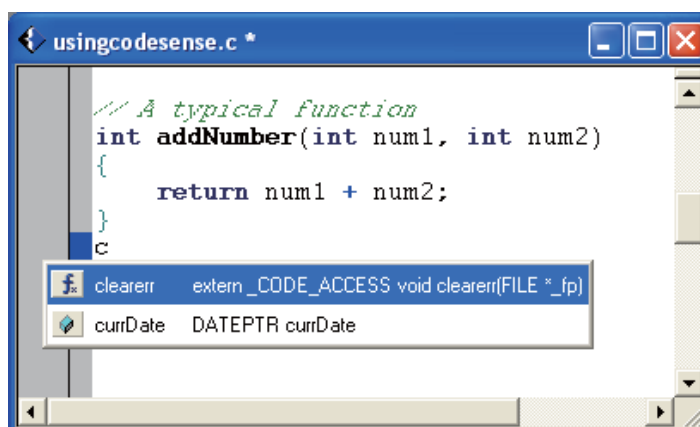 usingcodesense.c *
// A typical function
int addNumber(int num1, int num2)
{
    return num1 + num2;
}
c
clearerr extern _CODE_ACCESS void clearerr(FILE *_fp)
currDate DATEPTR currDate